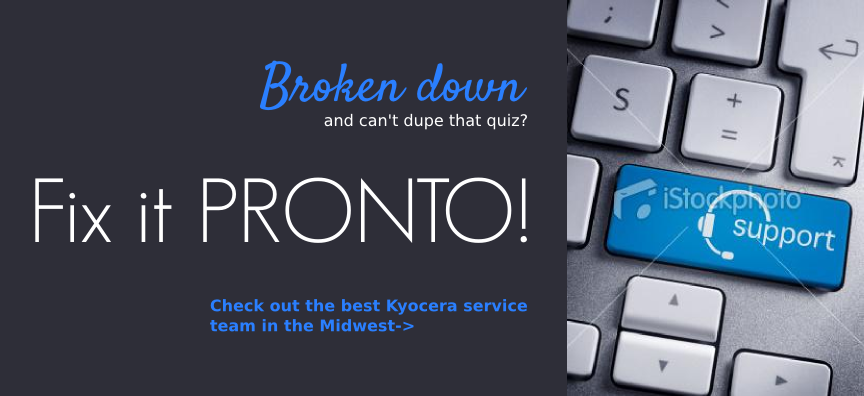 Broken down
and can't dupe that quiz?
Fix it PRONTO!
Check out the best Kyocera service
team in the Midwest->
;
<
>
S
+
=
iStockphoto
support